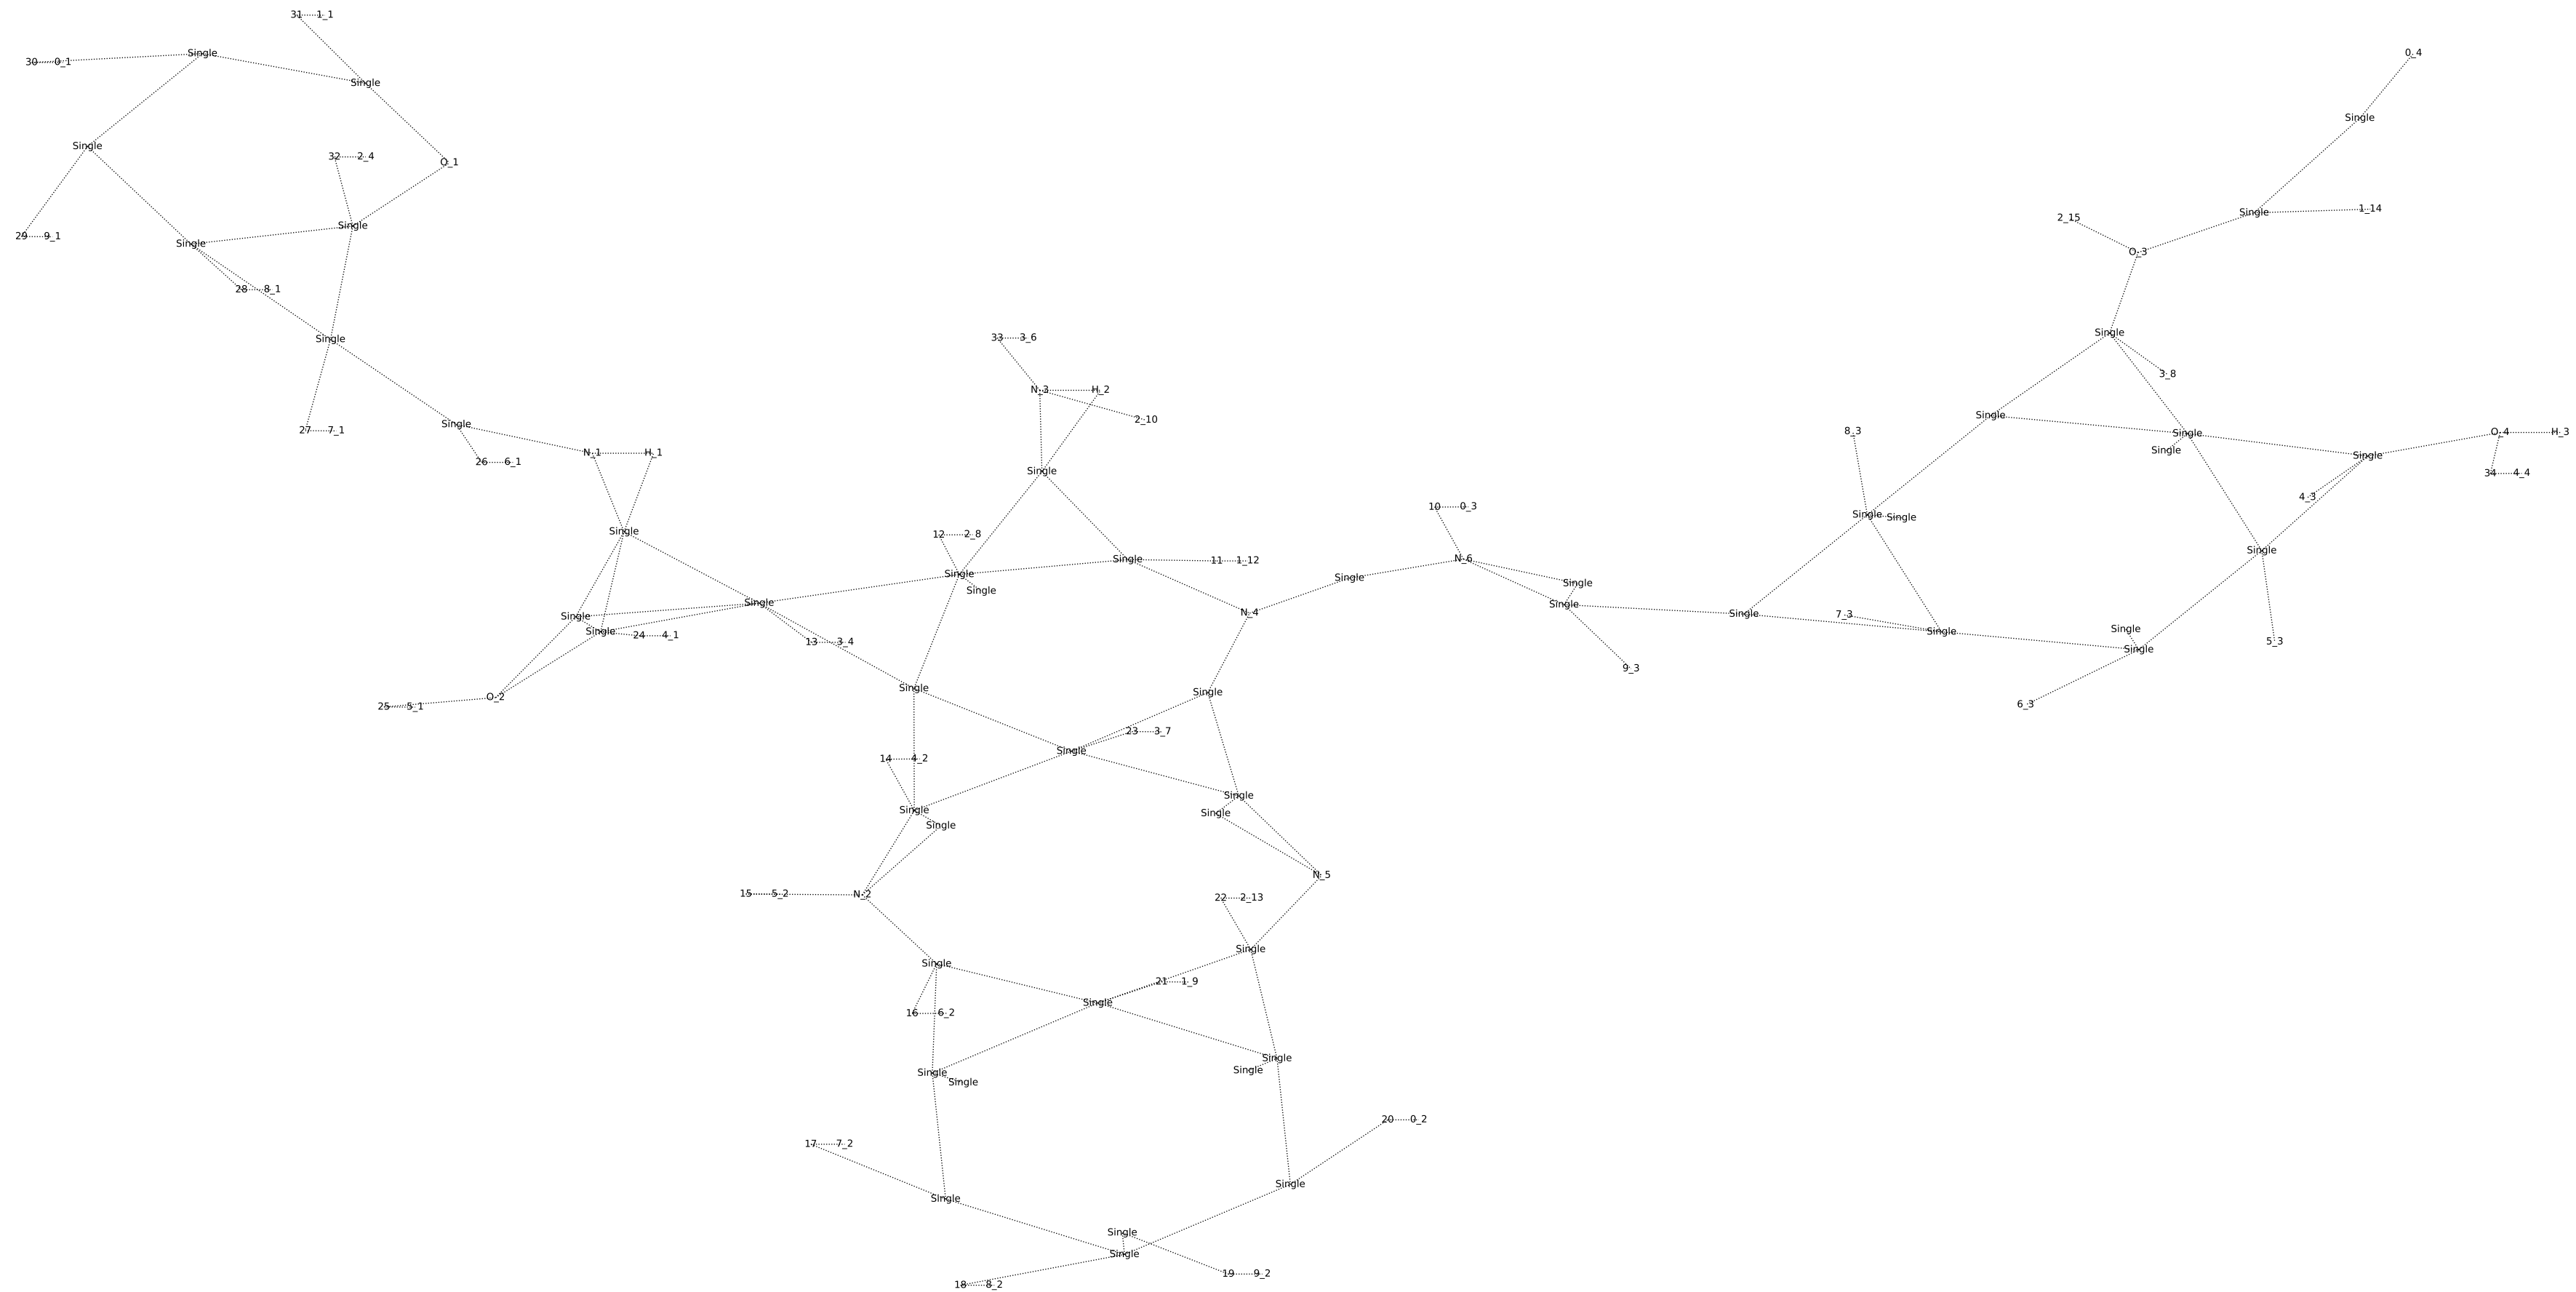 31 1_1
Single
0_4
30 0_1
Single
Single
Single
32 2_4
O_1
1_14
Single
2_15
Single
Single
O_3
29 9_1
28 8_1
Single
33 3_6
Single
3_8
N_3
H_2
2_10
Single
Single
27 7_1
8_3
Single
O_4
H_3
N_1
H_1
Single
Single
26 6_1
Single
34 4_4
4_3
10 0_3
Single
Single
Single
12 2_8
Single
N_6
Single
11 1_12
Single
Single
Single
Single
Single
Single
Single
N_4
Single
7_3
Single
Single
Single
24 4_1
13 3_4
5_3
Single
9_3
Single
Single
O_2
6_3
25 5_1
23 3_7
Single
14 4_2
Single
Single
Single
Single
N_5
15 5_2
N_2
22 2_13
Single
Single
21 1_9
Single
16 6_2
Single
Single
Single
Single
20 0_2
17 7_2
Single
Single
Single
Single
19 9_2
18 8_2